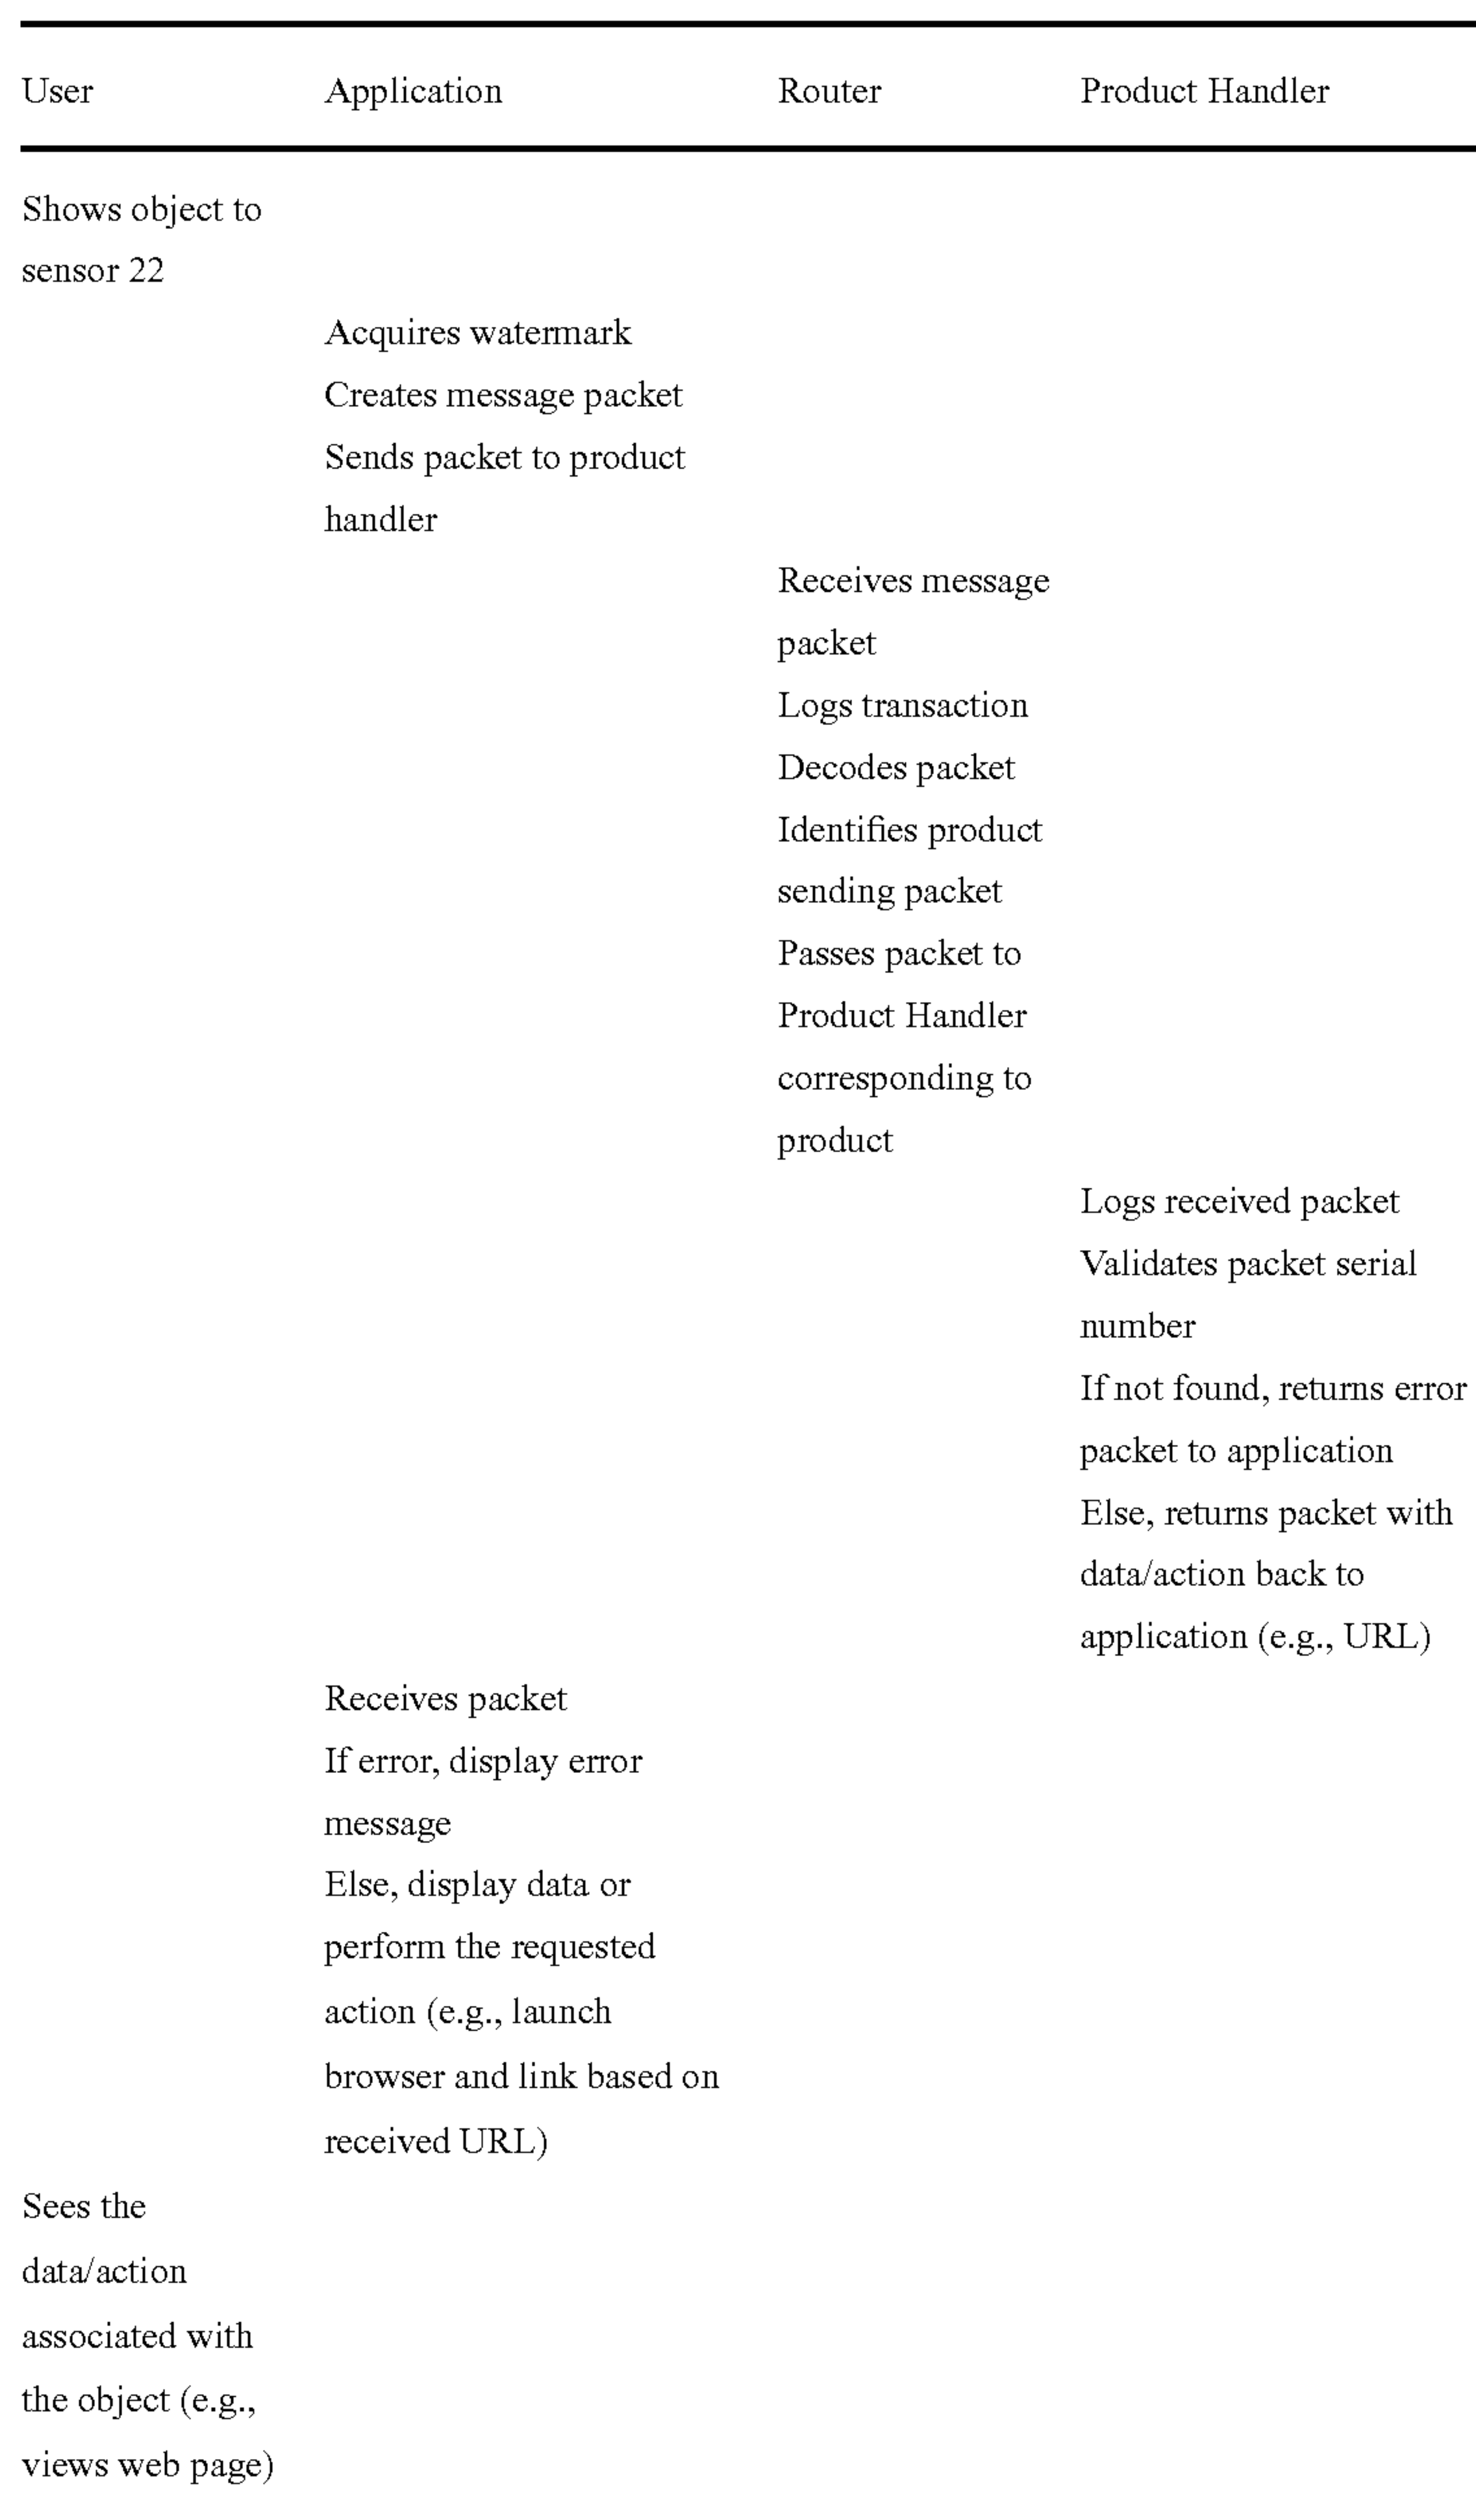 User Application Router Product Handler
Shows object to
sensor 22
Acquires watermark
Creates message packet
Sends packet to product
handler
Receives message
packet
Logs transaction
Decodes packet
Identifies product
sending packet
Passes packet to
Product Handler
corresponding to
product
Logs received packet
Validates packet serial
number
If not found, returns error
packet to application
Else, returns packet with
data/action back to
application (e.g., URL)
Receives packet
If error, display error
message
Else, display data or
perform the requested
action (e.g., launch
browser and link based on
received URL)
Sees the
data/action
associated with
the object (e.g.,
views web page)